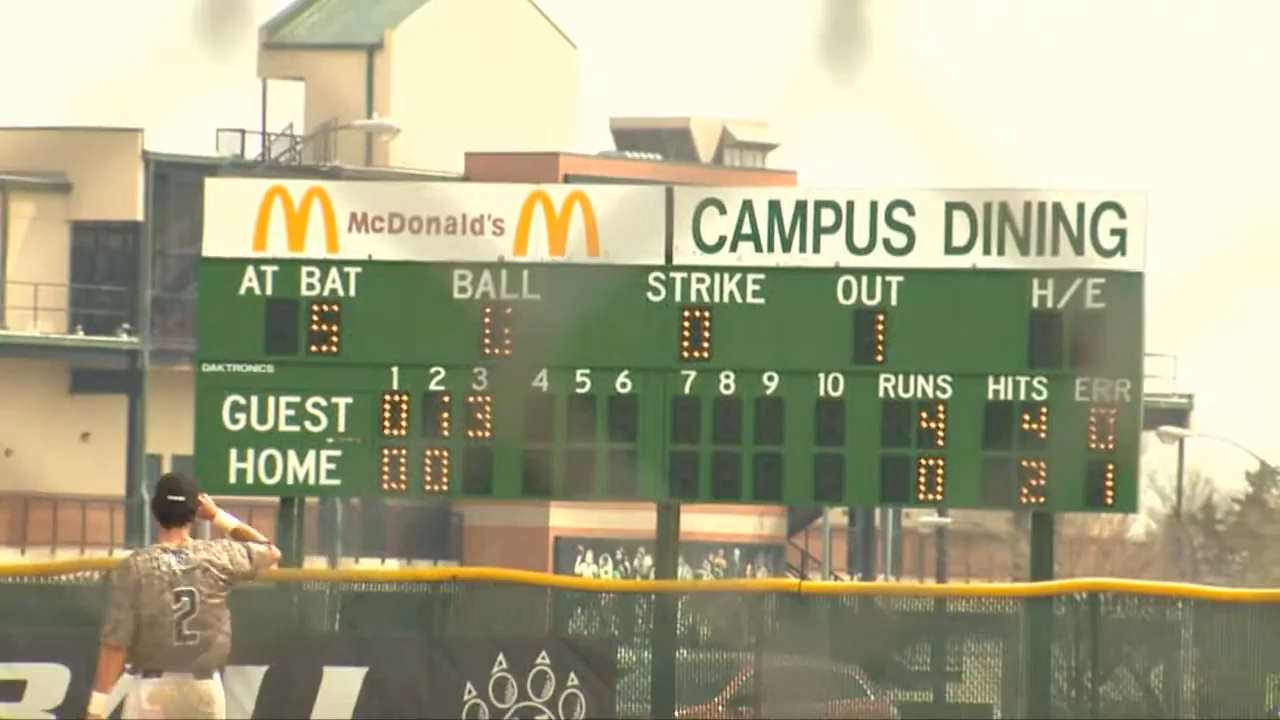 McDonald's CAMPUS DINING
AT BAT BALL STRIKE OUT H/E
5 0 0 1
DAKTRONICS
1 2 3 4 5 6 7 8 9 10 RUNS HITS ERR
GUEST 0 1 3 4 4 0
HOME 0 0 0 2 1
2